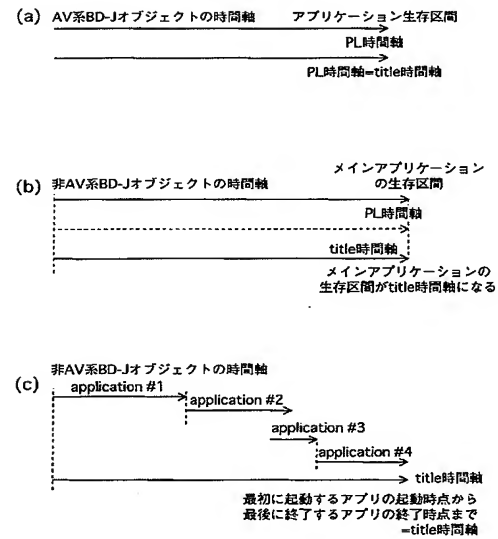 (a) AV系BD-Jオブジェクトの時間軸 アプリケーション生存区間
PL時間軸
PL時間軸=title時間軸
(b) 非AV系BD-Jオブジェクトの時間軸 メインアプリケーション
の生存区間
PL時間軸
title時間軸
メインアプリケーションの
生存区間がtitle時間軸になる
(c) 非AV系BD-Jオブジェクトの時間軸
application #1
application #2
application #3
application #4
title時間軸
最初に起動するアプリの起動時点から
最後に終了するアプリの終了時点まで
=title時間軸